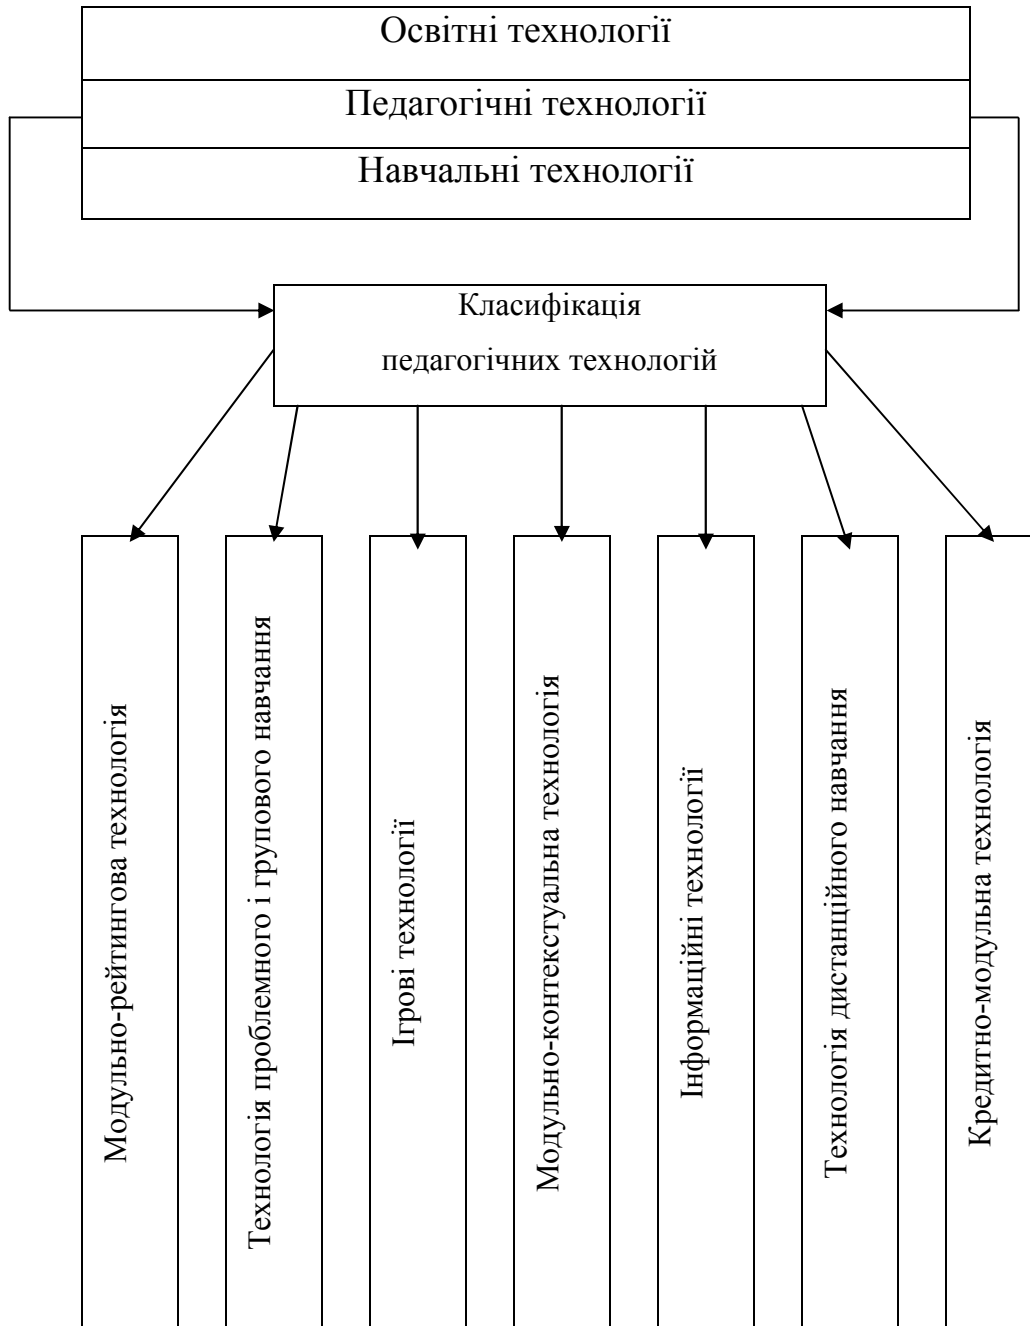 Освітні технології
Педагогічні технології
Навчальні технології
Класифікація
педагогічних технологій
Модульно-рейтингова технологія
Технологія проблемного і групового навчання
Ігрові технології
Модульно-контекстуальна технологія
Інформаційні технології
Технологія дистанційного навчання
Кредитно-модульна технологія